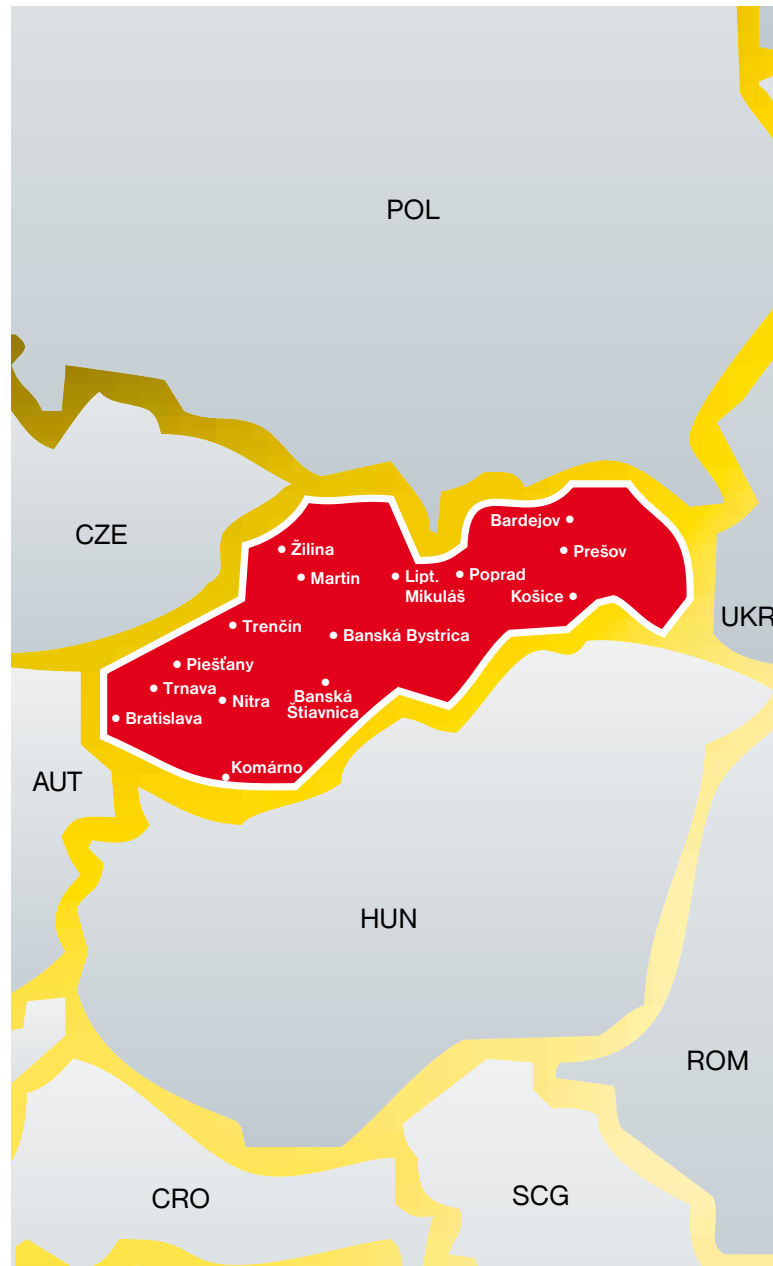 POL
CZE
Bardejov
Žilina
Prešov
Martin
Lipt.
Mikuláš
Poprad
Košice
UKR
Trenčín
Banská Bystrica
Piešťany
Trnava
Nitra
Banská
Štiavnica
Bratislava
Komárno
AUT
HUN
ROM
CRO
SCG